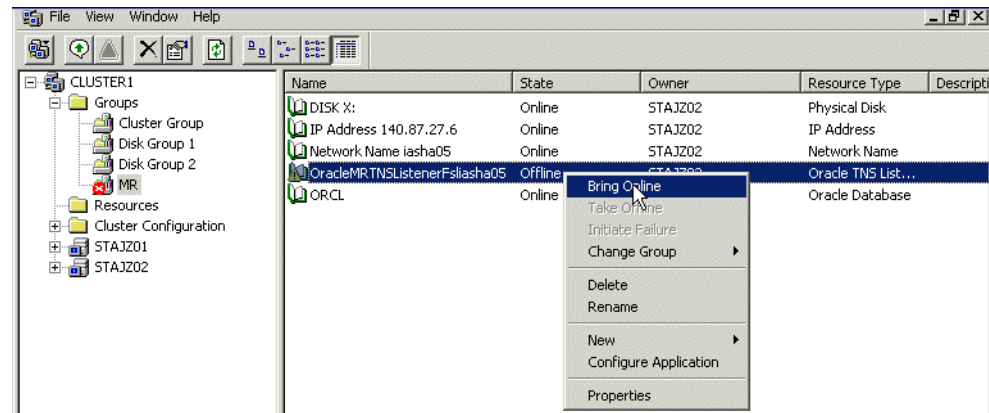 File View Window Help
CLUSTER1
Groups
Cluster Group
Disk Group 1
Disk Group 2
MR
Resources
Cluster Configuration
STAJZ01
STAJZ02
Name State Owner Resource Type Descripti
DISK X: Online STAJZ02 Physical Disk
IP Address 140.87.27.6 Online STAJZ02 IP Address
Network Name iasha05 Online STAJZ02 Network Name
OracleMRTNSListenerFsliasha05 Offline STAJZ02 Oracle TNS List...
ORCL Online Oracle Database
Bring Online
Take Offline
Initiate Failure
Change Group
Delete
Rename
New
Configure Application
Properties